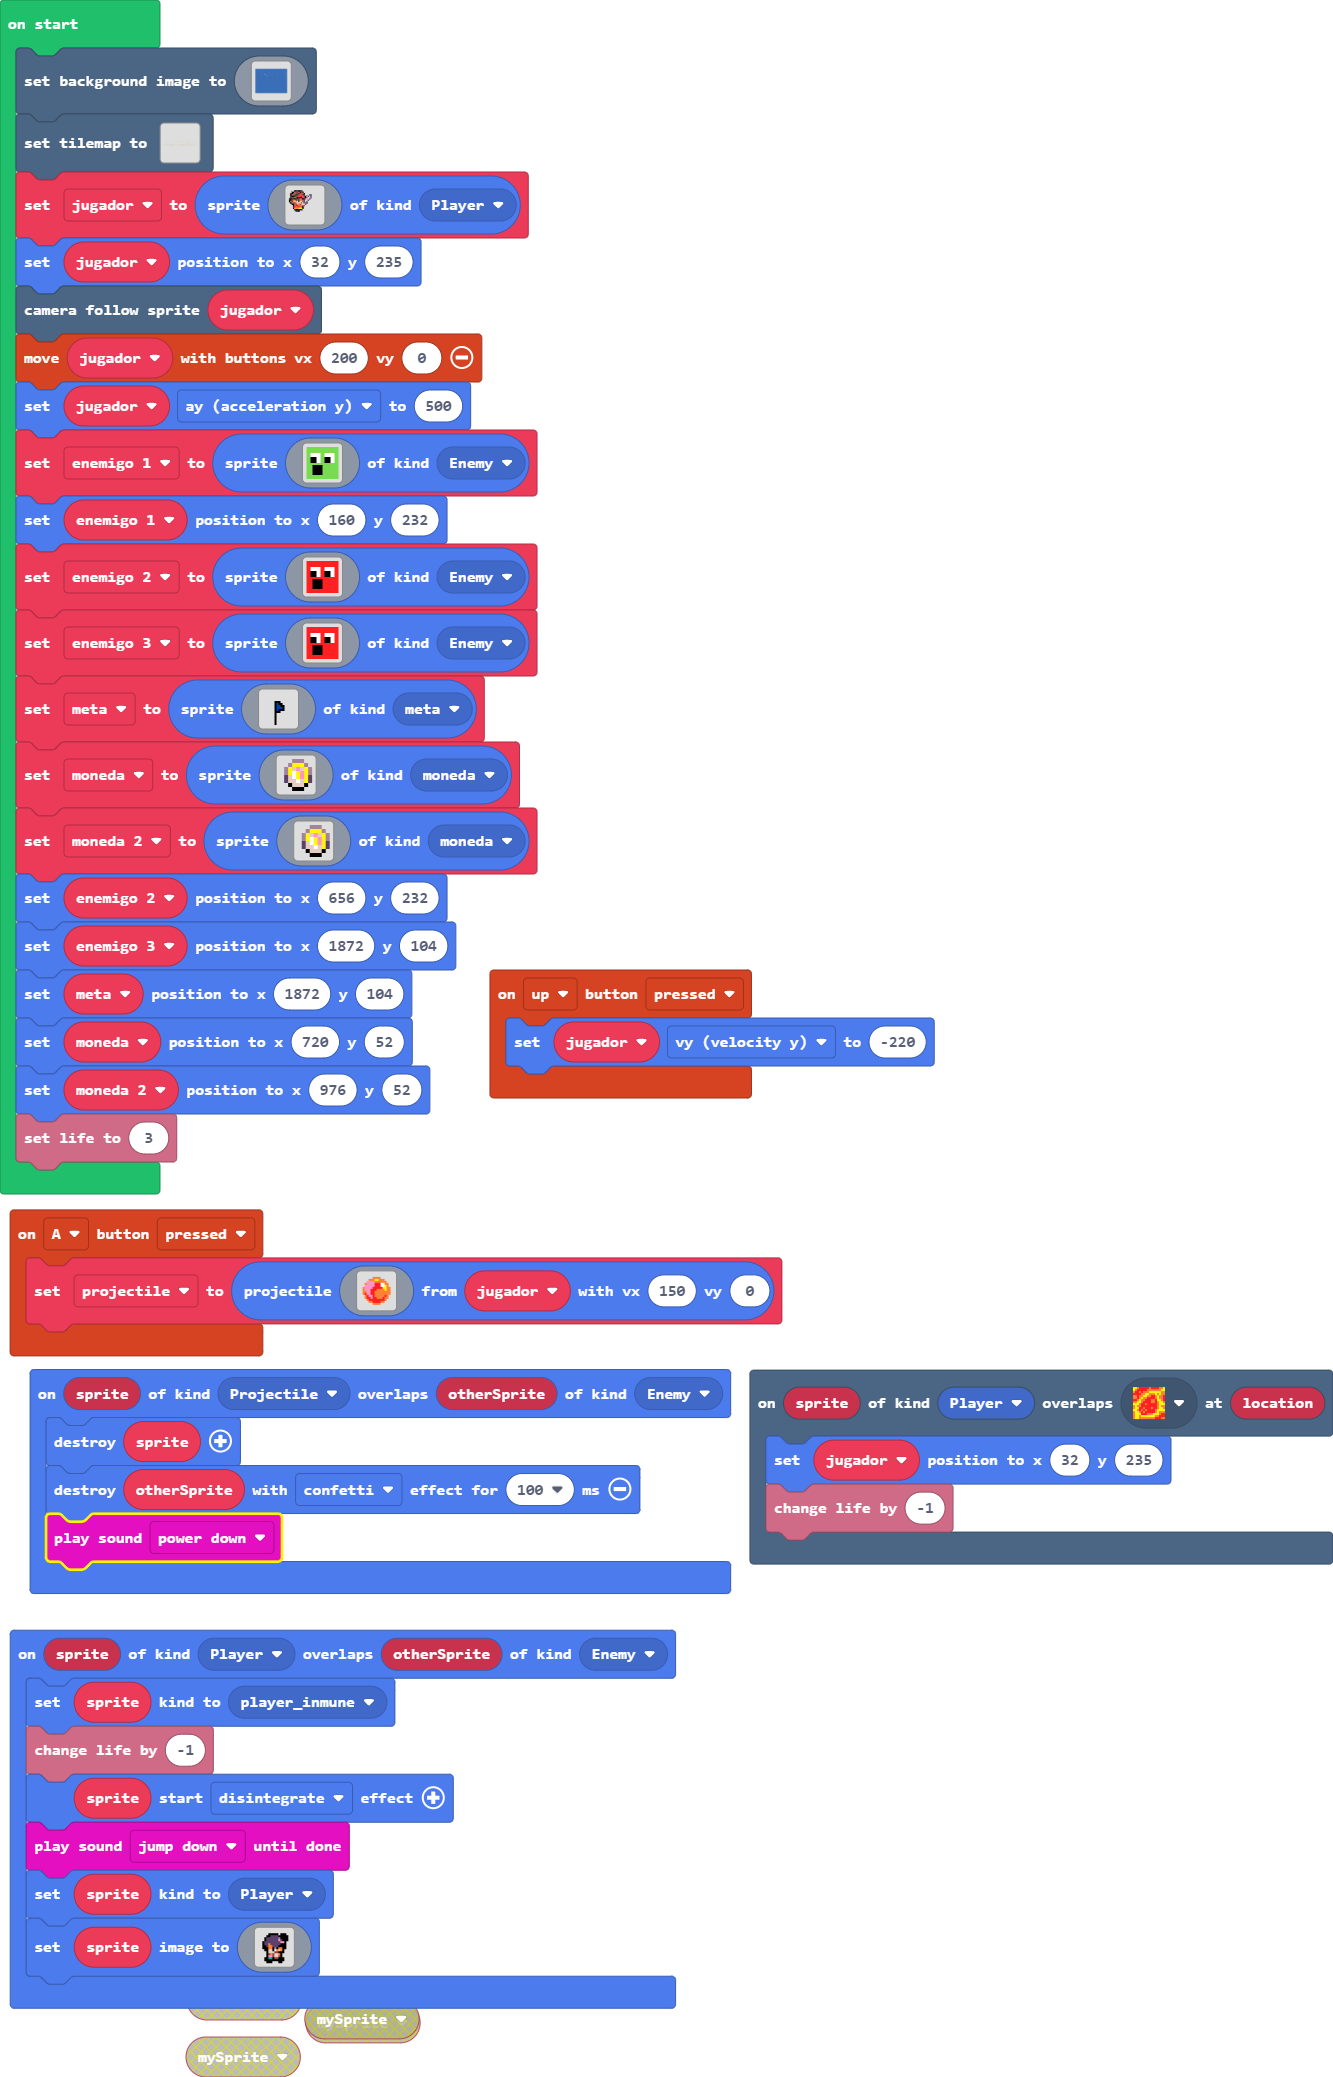 on start
set background image to
set tilemap to
set jugador to sprite of kind Player
set jugador position to x 32 y 235
camera follow sprite jugador
move jugador with buttons vx 200 vy 0
set jugador ay (acceleration y) to 500
set enemigo 1 to sprite of kind Enemy
set enemigo 1 position to x 160 y 232
set enemigo 2 to sprite of kind Enemy
set enemigo 3 to sprite of kind Enemy
set meta to sprite of kind meta
set moneda to sprite of kind moneda
set moneda 2 to sprite of kind moneda
set enemigo 2 position to x 656 y 232
set enemigo 3 position to x 1872 y 104
set meta position to x 1872 y 104
set moneda position to x 720 y 52
set moneda 2 position to x 976 y 52
set life to 3
on up button pressed
set jugador vy (velocity y) to -220
on A button pressed
set projectile to projectile from jugador with vx 150 vy 0
on sprite of kind Projectile overlaps otherSprite of kind Enemy
destroy sprite
destroy otherSprite with confetti effect for 100 ms
play sound power down
on sprite of kind Player overlaps at location
set jugador position to x 32 y 235
change life by -1
on sprite of kind Player overlaps otherSprite of kind Enemy
set sprite kind to player_inmune
change life by -1
sprite start disintegrate effect
play sound jump down until done
set sprite kind to Player
set sprite image to
mySprite
mySprite